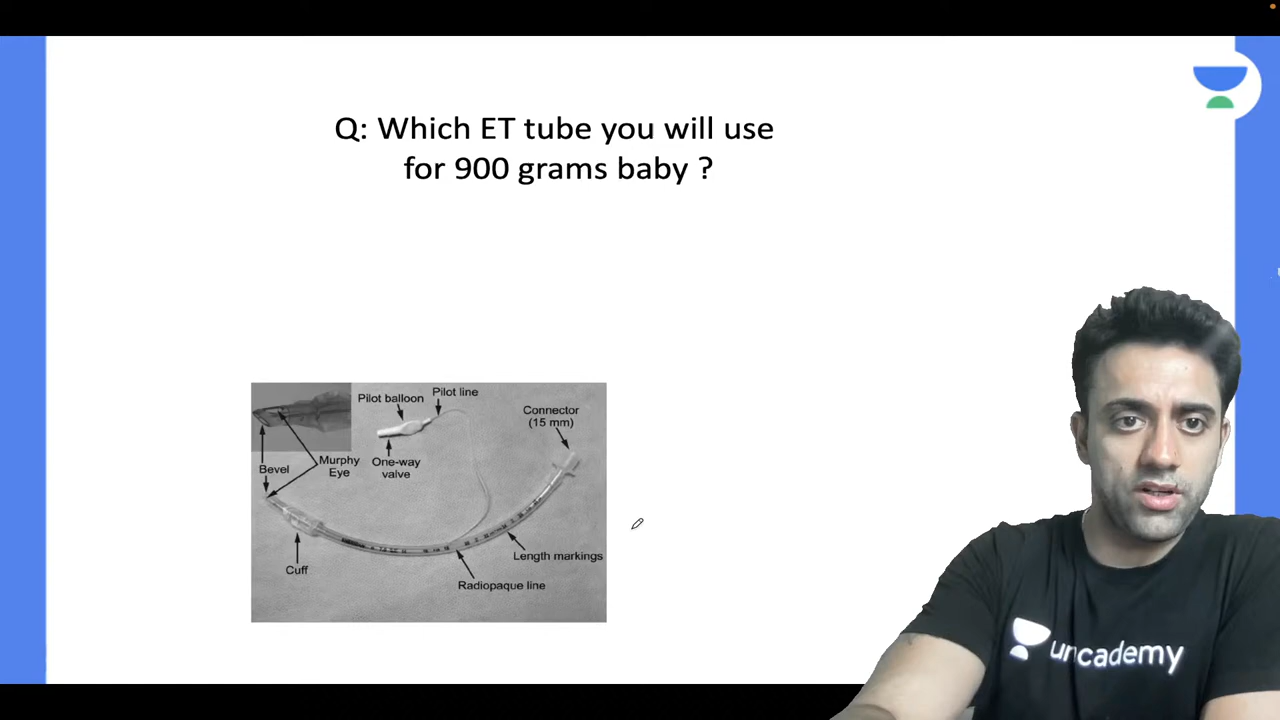 Q: Which ET tube you will use
for 900 grams baby ?
Pilot balloon
Pilot line
Connector
(15 mm)
Bevel
Murphy
Eye
One-way
valve
Cuff
Length markings
Radiopaque line
unacademy